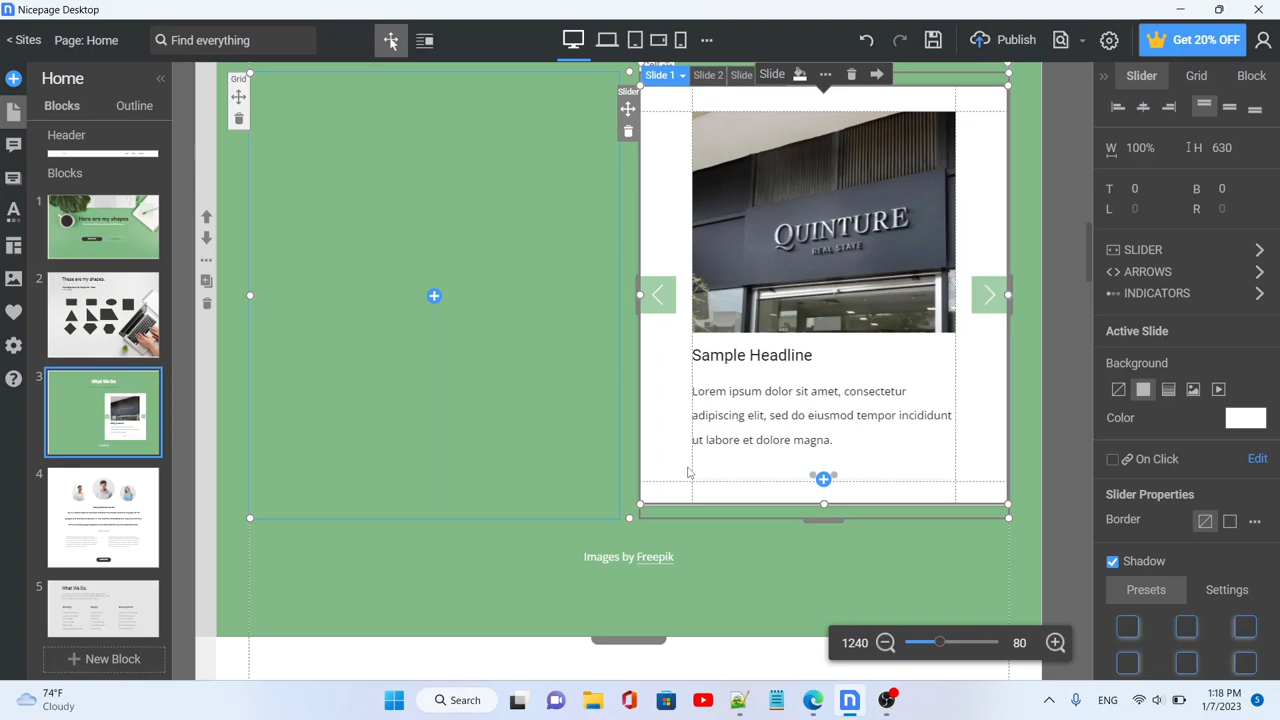 Nicepage Desktop
< Sites
Page: Home
Find everything
Publish
Get 20% OFF
Home
Blocks
Outline
Header
Blocks
1
Here are my shapes
2
These are my shapes.
3
What We Do.
4
5
What We Do.
New Block
Grid
Slider
Slide 1
Slide 2
Slide
Slide
QUINTURE
REAL STATE
Sample Headline
Lorem ipsum dolor sit amet, consectetur
adipiscing elit, sed do eiusmod tempor incididunt
ut labore et dolore magna.
Images by Freepik
1240
80
Slider
Grid
Block
W 100%
H 630
T 0
B 0
L 0
R 0
SLIDER
ARROWS
INDICATORS
Active Slide
Background
Color
On Click
Edit
Slider Properties
Border
Shadow
Presets
Settings
74°F
Cloudy
Search
ENG
1:18 PM
1/7/2023
5